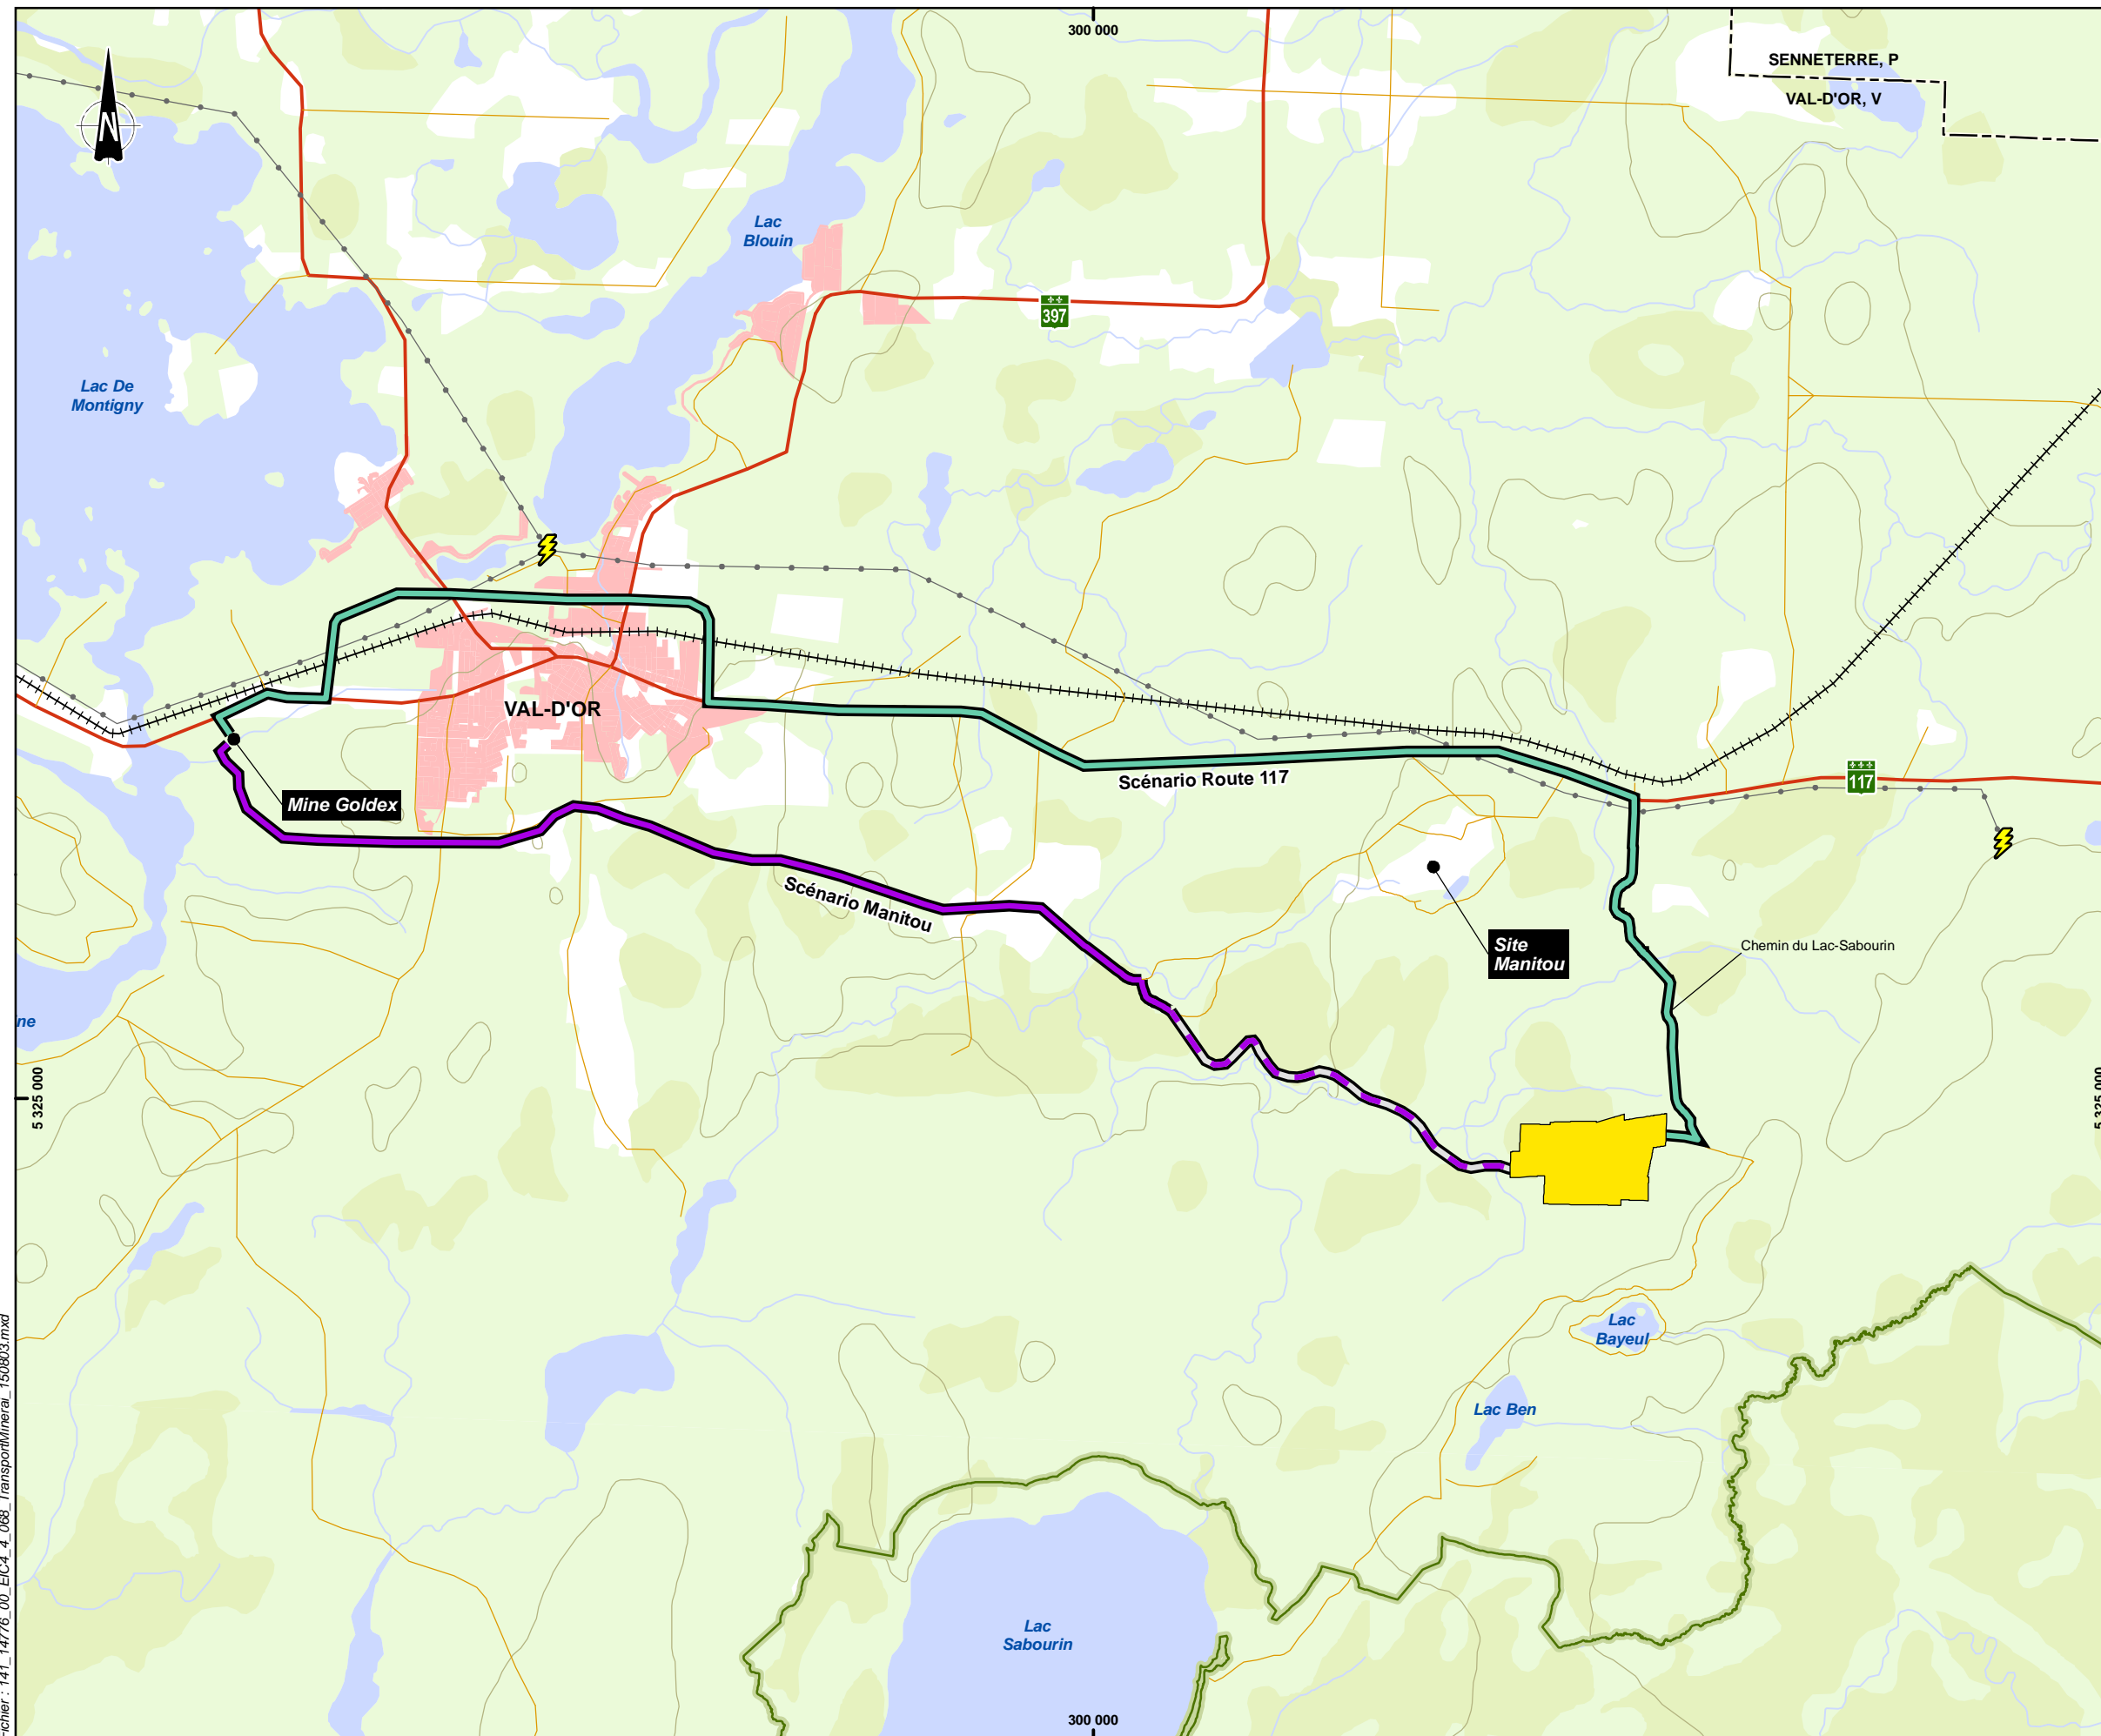 300 000
SENNETERRE, P
VAL-D'OR, V
N
Lac
Blouin
397
Lac De
Montigny
VAL-D'OR
Mine Goldex
Scénario Route 117
117
Scénario Manitou
Site
Manitou
Chemin du Lac-Sabourin
ne
5 325 000
5 325 000
Lac
Bayeul
Lac Ben
Lac
Sabourin
300 000
Fichier : 141_14776_00_EIC4_4_068_TransportMinerai_150803.mxd